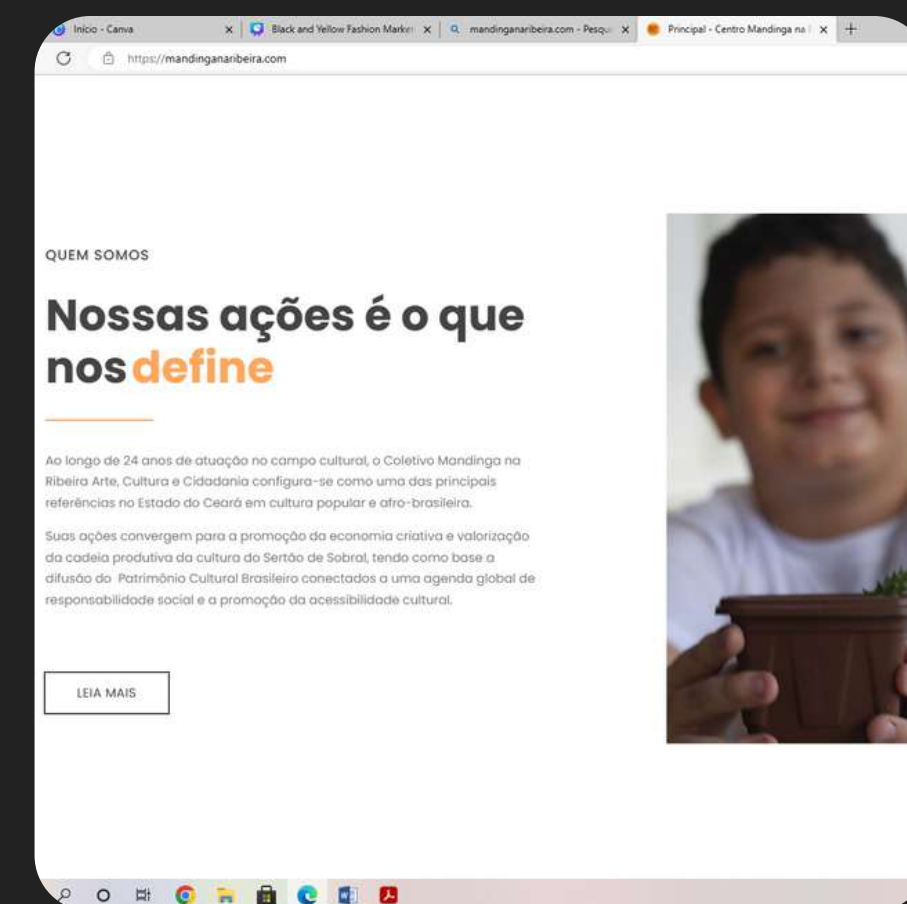 Início - Canva
Black and Yellow Fashion Market
mandinganaribeira.com - Pesqui
Principal - Centro Mandinga na
https://mandinganaribeira.com
QUEM SOMOS
Nossas ações é o que
nos define
Ao longo de 24 anos de atuação no campo cultural, o Coletivo Mandinga na
Ribeira Arte, Cultura e Cidadania configura-se como uma das principais
referências no Estado do Ceará em cultura popular e afro-brasileira.
Suas ações convergem para a promoção da economia criativa e valorização
da cadeia produtiva da cultura do Sertão de Sobral, tendo como base a
difusão do Patrimônio Cultural Brasileiro conectados a uma agenda global de
responsabilidade social e a promoção da acessibilidade cultural.
LEIA MAIS